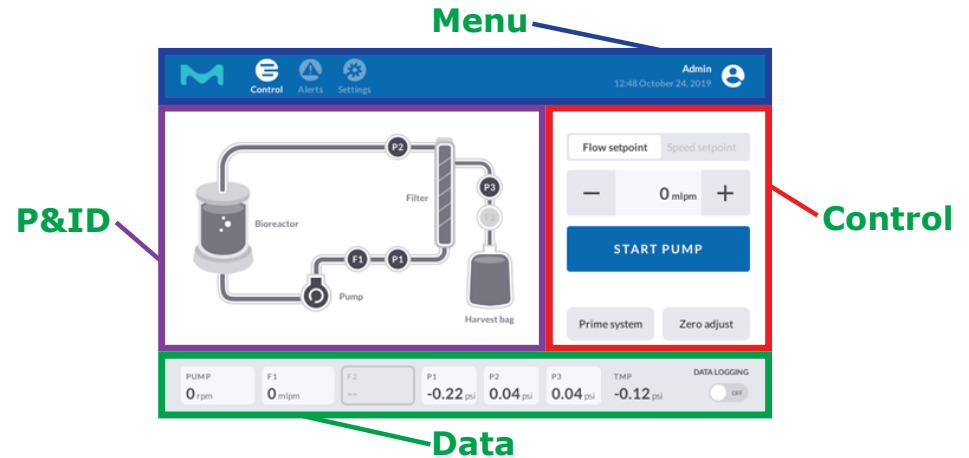 Menu
Control
Alerts
Settings
Admin
12:48 October 24, 2019
P&ID
P2
P3
F2
Filter
Bioreactor
F1
P1
Pump
Harvest bag
Flow setpoint
Speed setpoint
− 0 mlpm +
START PUMP
Prime system
Zero adjust
Control
PUMP
0 rpm
F1
0 mlpm
F2
--
P1
-0.22 psi
P2
0.04 psi
P3
0.04 psi
TMP
-0.12 psi
DATA LOGGING
OFF
Data